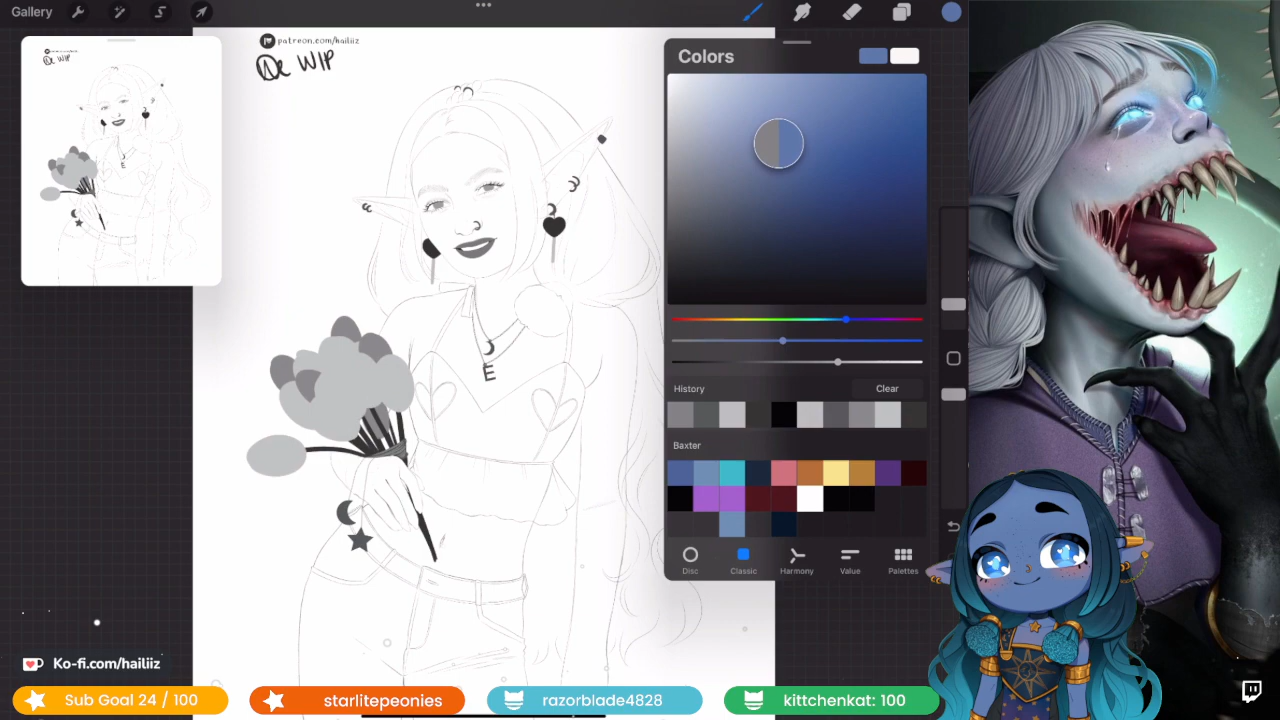 Gallery
patreon.com/hailiiz
WIP
Colors
E
History
Clear
Baxter
Disc
Classic
Harmony
Value
Palettes
Ko-fi.com/hailiiz
Sub Goal 24 / 100
starlitepeonies
razorblade4828
kittchenkat: 100